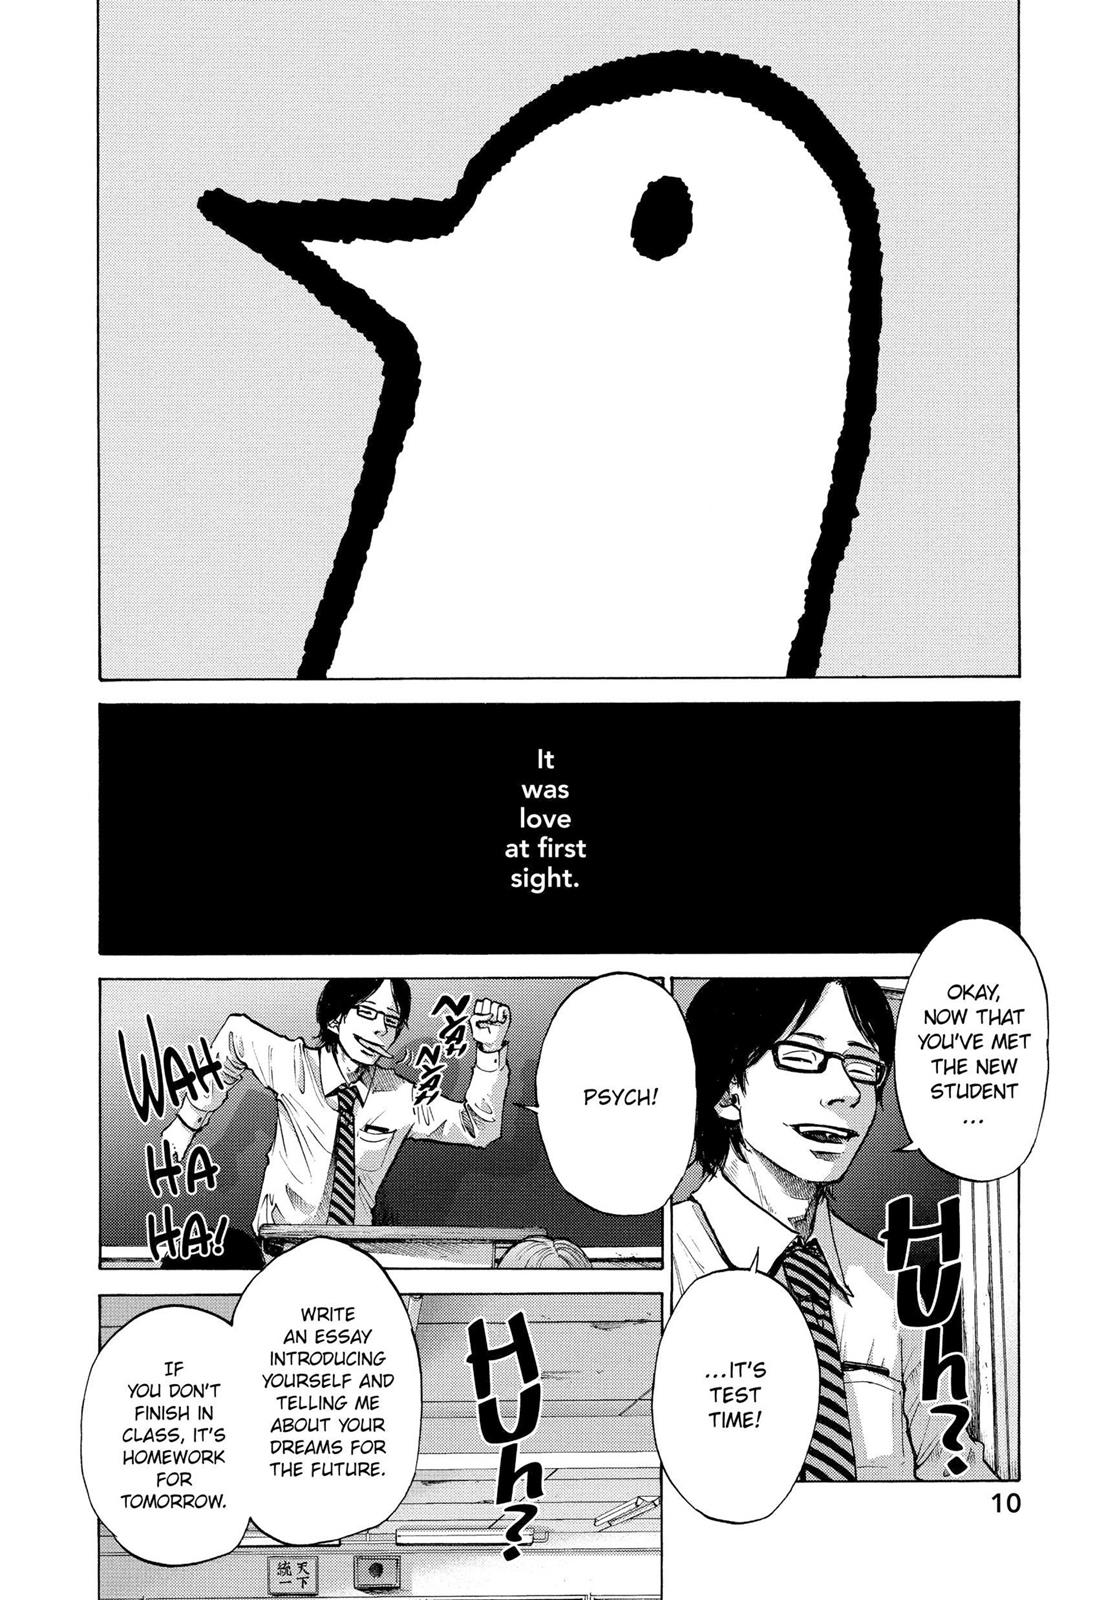 It
was
love
at first
sight.
OKAY,
NOW THAT
YOU'VE MET
THE NEW
STUDENT
...
HUh?
...IT'S
TEST
TIME!
PSYCH!
WAH
HA
HA!
HUh?
WRITE
AN ESSAY
INTRODUCING
YOURSELF AND
TELLING ME
ABOUT YOUR
DREAMS FOR
THE FUTURE.
IF
YOU DON'T
FINISH IN
CLASS, IT'S
HOMEWORK
FOR
TOMORROW.
天下
統一
10